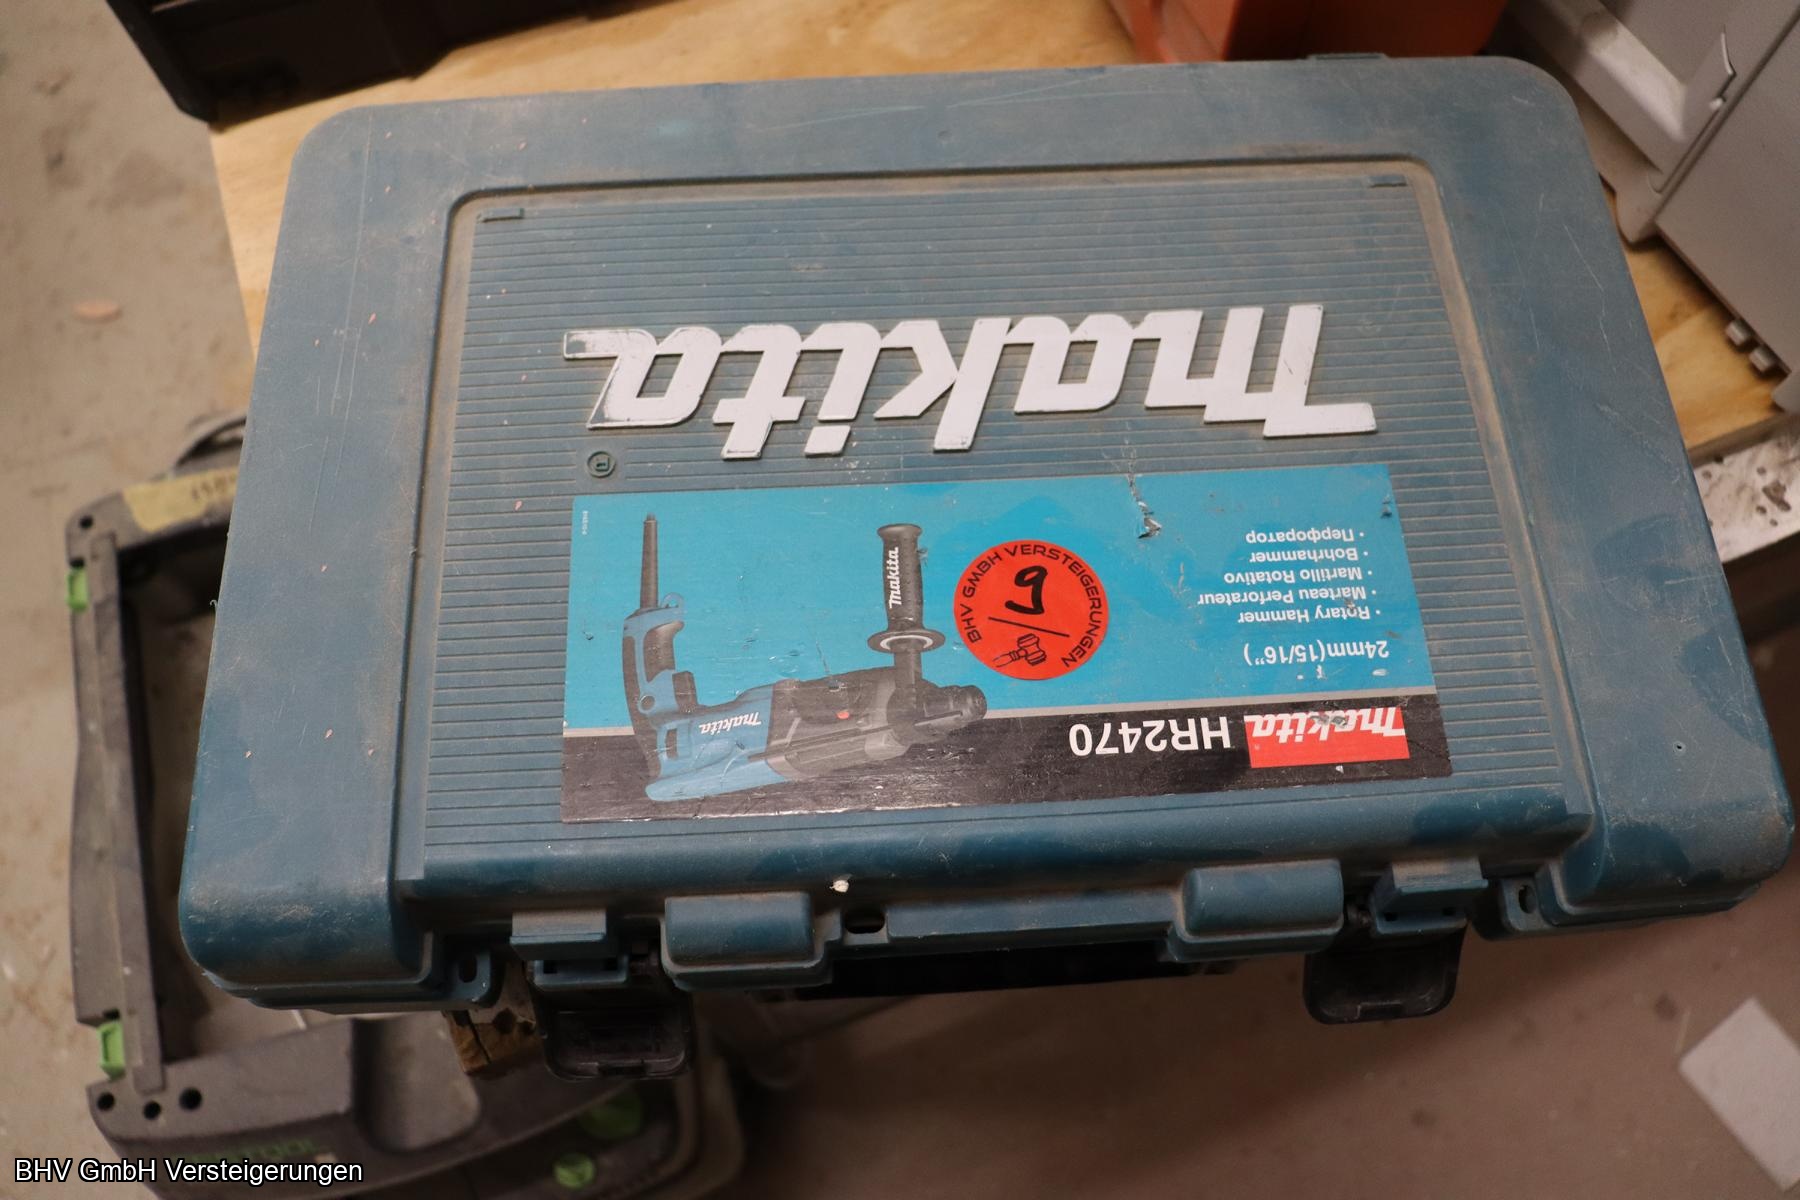 makita
makita HR2470
24mm(15/16")
• Rotary Hammer
• Marteau Perforateur
• Martillo Rotativo
• Bohrhammer
• Перфоратор
makita
makita
BHV GMBH VERSTEIGERUNGEN
9
BHV GmbH Versteigerungen